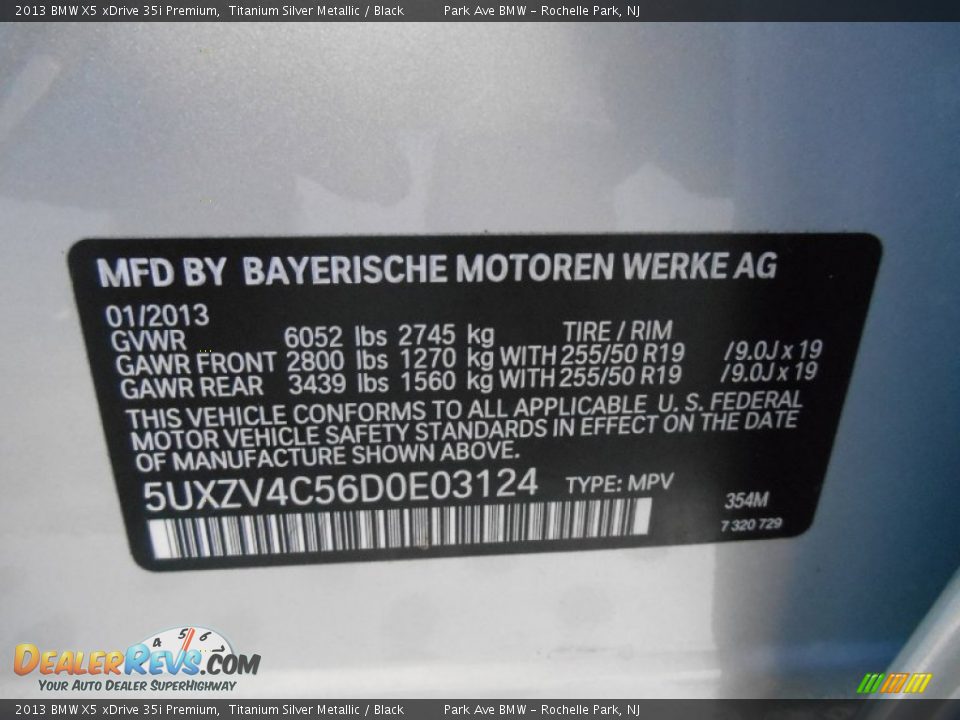 2013 BMW X5 xDrive 35i Premium, Titanium Silver Metallic / Black Park Ave BMW - Rochelle Park, NJ
MFD BY BAYERISCHE MOTOREN WERKE AG
01/2013
GVWR 6052 lbs 2745 kg TIRE / RIM
GAWR FRONT 2800 lbs 1270 kg WITH 255/50 R19 /9.0J x 19
GAWR REAR 3439 lbs 1560 kg WITH 255/50 R19 /9.0J x 19
THIS VEHICLE CONFORMS TO ALL APPLICABLE U. S. FEDERAL
MOTOR VEHICLE SAFETY STANDARDS IN EFFECT ON THE DATE
OF MANUFACTURE SHOWN ABOVE.
5UXZV4C56D0E03124 TYPE: MPV
354M
7 320 729
4 5 6
DEALERREVS.COM
YOUR AUTO DEALER SUPERHIGHWAY
2013 BMW X5 xDrive 35i Premium, Titanium Silver Metallic / Black Park Ave BMW - Rochelle Park, NJ